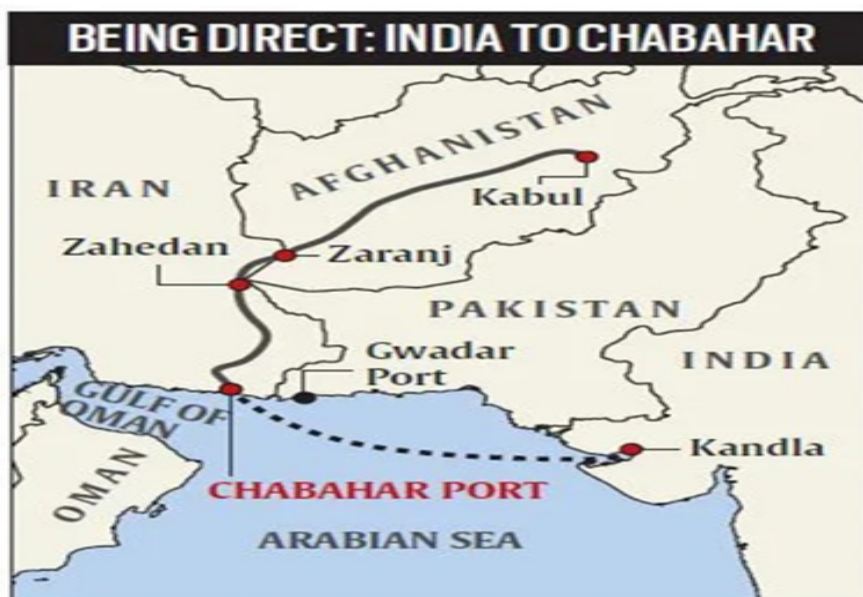 BEING DIRECT: INDIA TO CHABAHAR
AFGHANISTAN
IRAN
Kabul
Zahedan
Zaranj
PAKISTAN
Gwadar
Port
INDIA
GULF OF
OMAN
Kandla
OMAN
CHABAHAR PORT
ARABIAN SEA